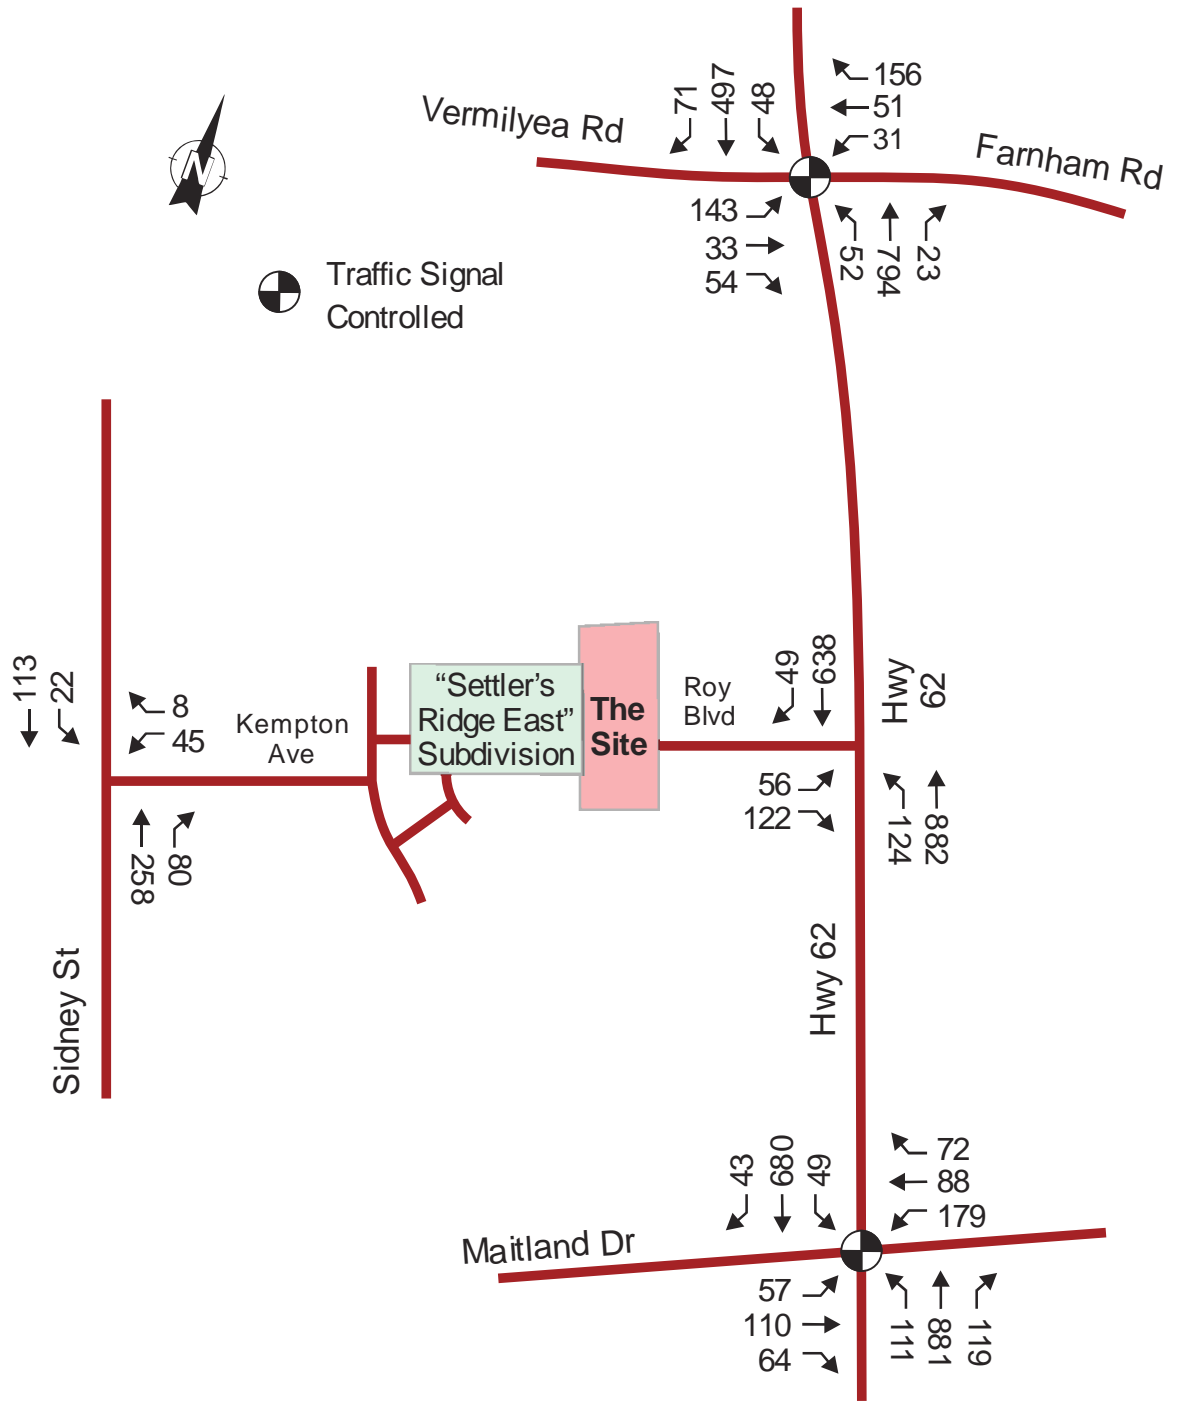 156
51
31
71
497
48
Vermilyea Rd
Farnham Rd
N
143
33
54
52
794
23
Traffic Signal
Controlled
113
22
8
45
Kempton
Ave
258
80
Sidney St
“Settler’s
Ridge East”
Subdivision
The
Site
Roy
Blvd
49
638
Hwy
62
56
122
124
882
Hwy 62
43
680
49
72
88
179
Maitland Dr
57
110
64
111
881
119